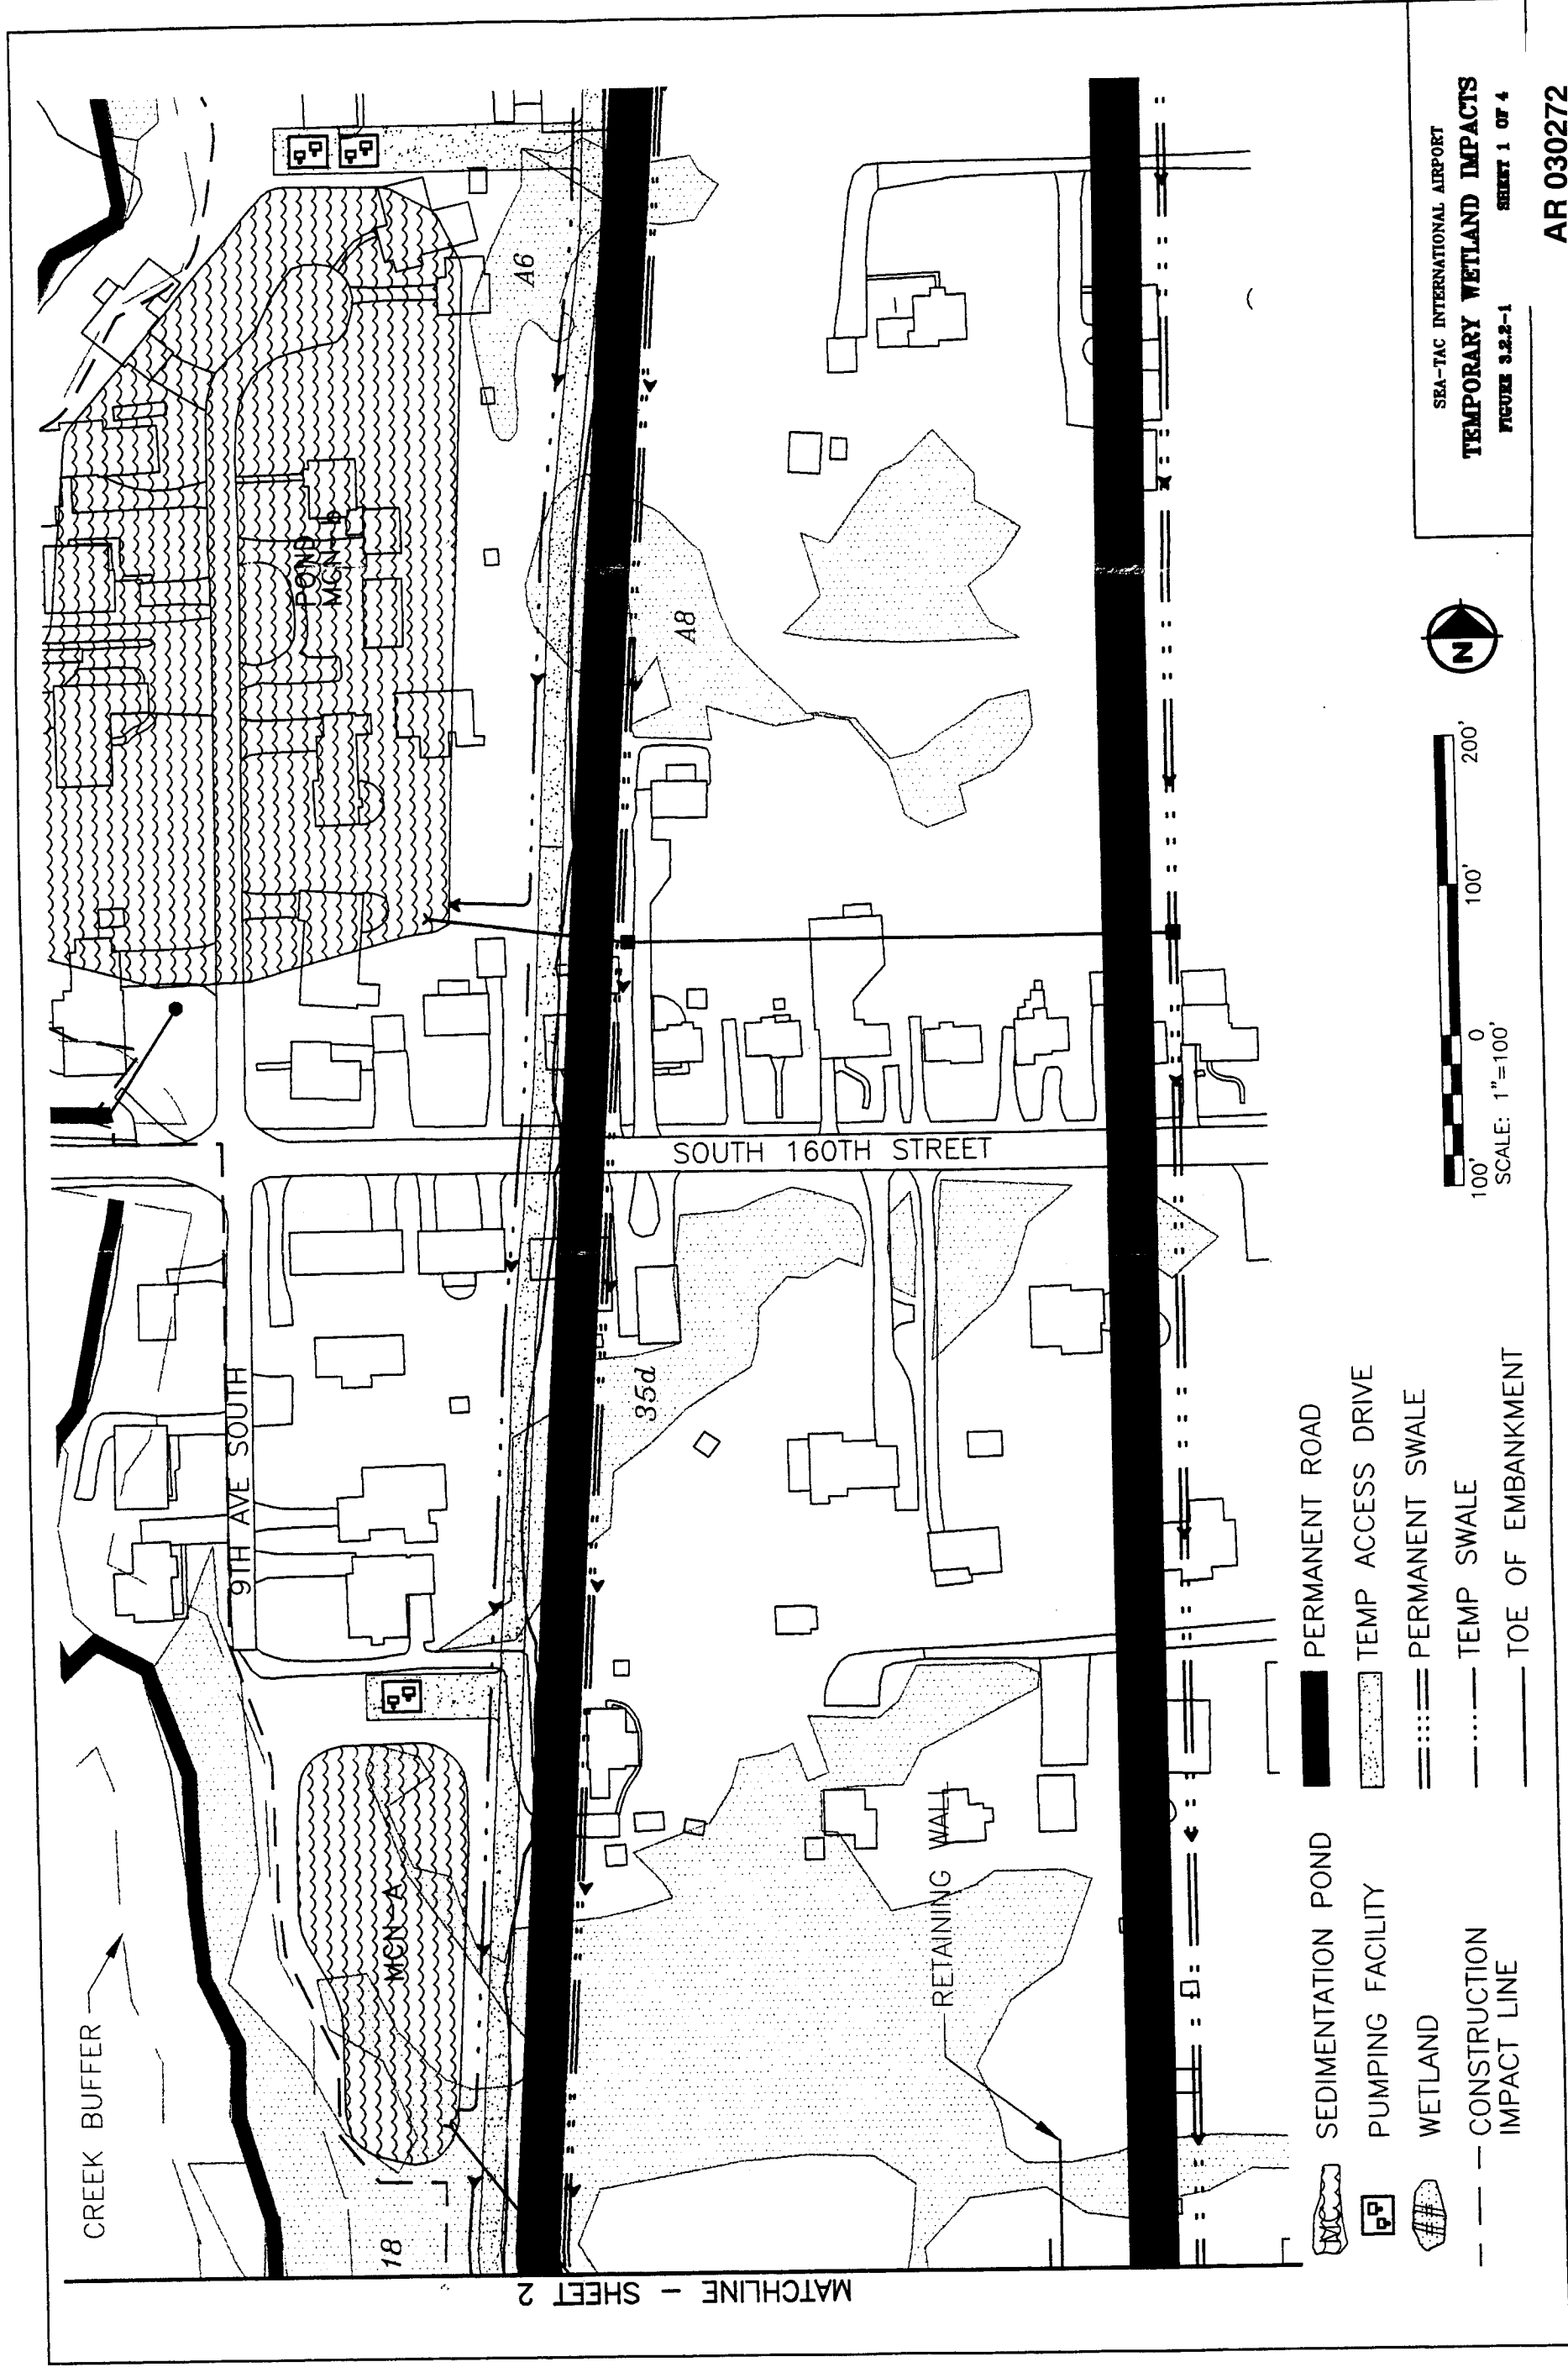 CREEK BUFFER
18
MCN-A
9TH AVE SOUTH
35d
SOUTH 160TH STREET
POND
A6
A8
RETAINING WALL
MATCHLINE - SHEET 2
SEDIMENTATION POND
PUMPING FACILITY
##
WETLAND
CONSTRUCTION
IMPACT LINE
PERMANENT ROAD
TEMP ACCESS DRIVE
PERMANENT SWALE
TEMP SWALE
TOE OF EMBANKMENT
100' 0 100' 200'
SCALE: 1"=100'
N
SEA-TAC INTERNATIONAL AIRPORT
TEMPORARY WETLAND IMPACTS
FIGURE 3.2.2-1 SHEET 1 OF 4
AR 030272